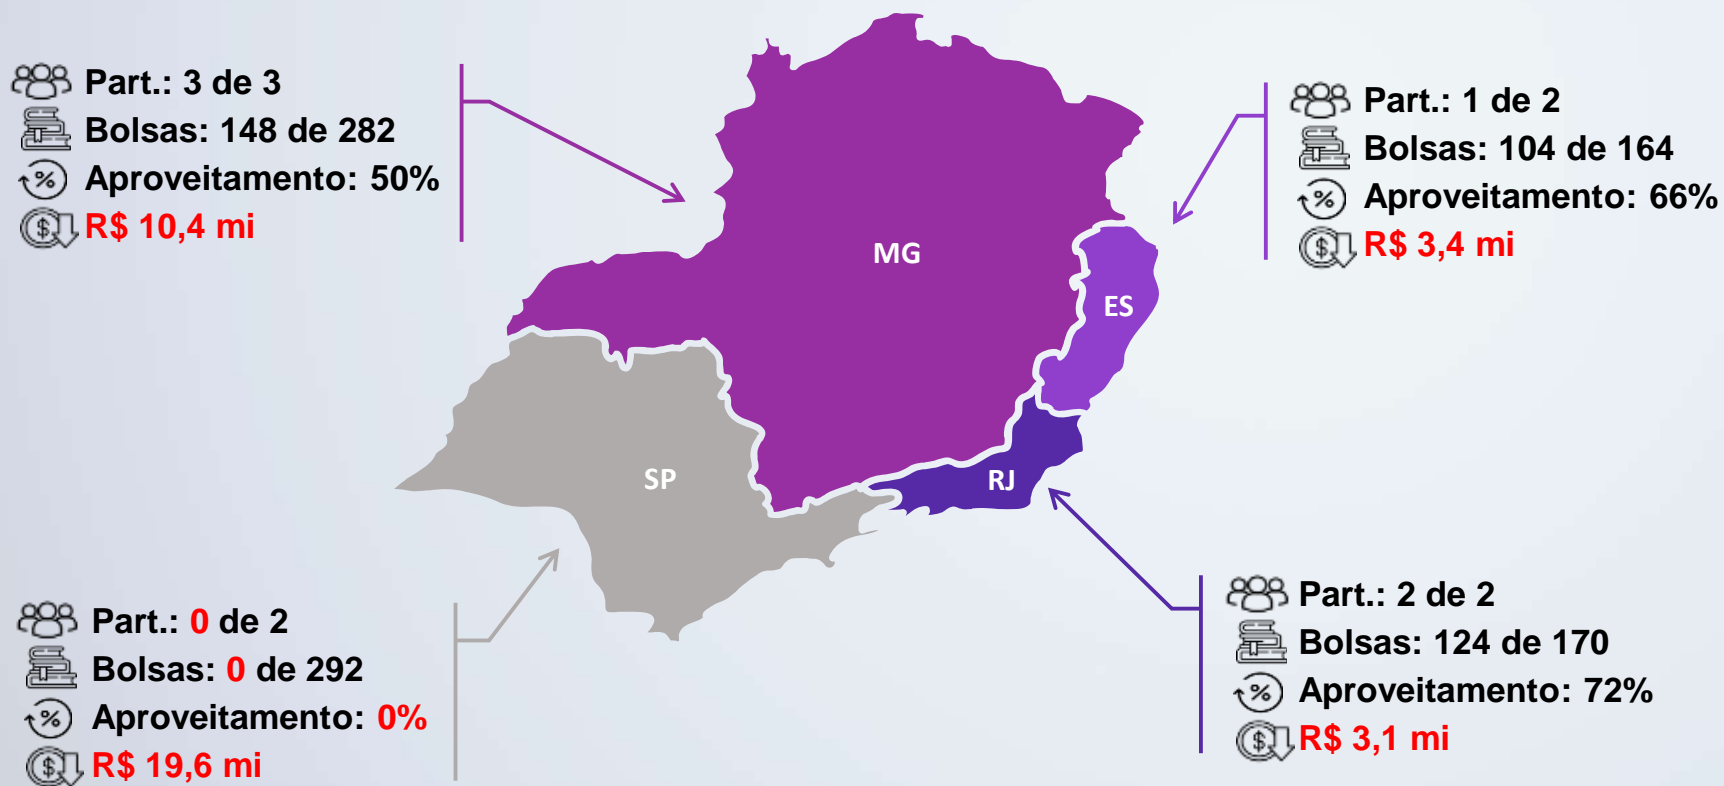 Part.: 3 de 3
Bolsas: 148 de 282
Aproveitamento: 50%
R$ 10,4 mi
Part.: 1 de 2
Bolsas: 104 de 164
Aproveitamento: 66%
R$ 3,4 mi
MG
ES
SP
RJ
Part.: 0 de 2
Bolsas: 0 de 292
Aproveitamento: 0%
R$ 19,6 mi
Part.: 2 de 2
Bolsas: 124 de 170
Aproveitamento: 72%
R$ 3,1 mi